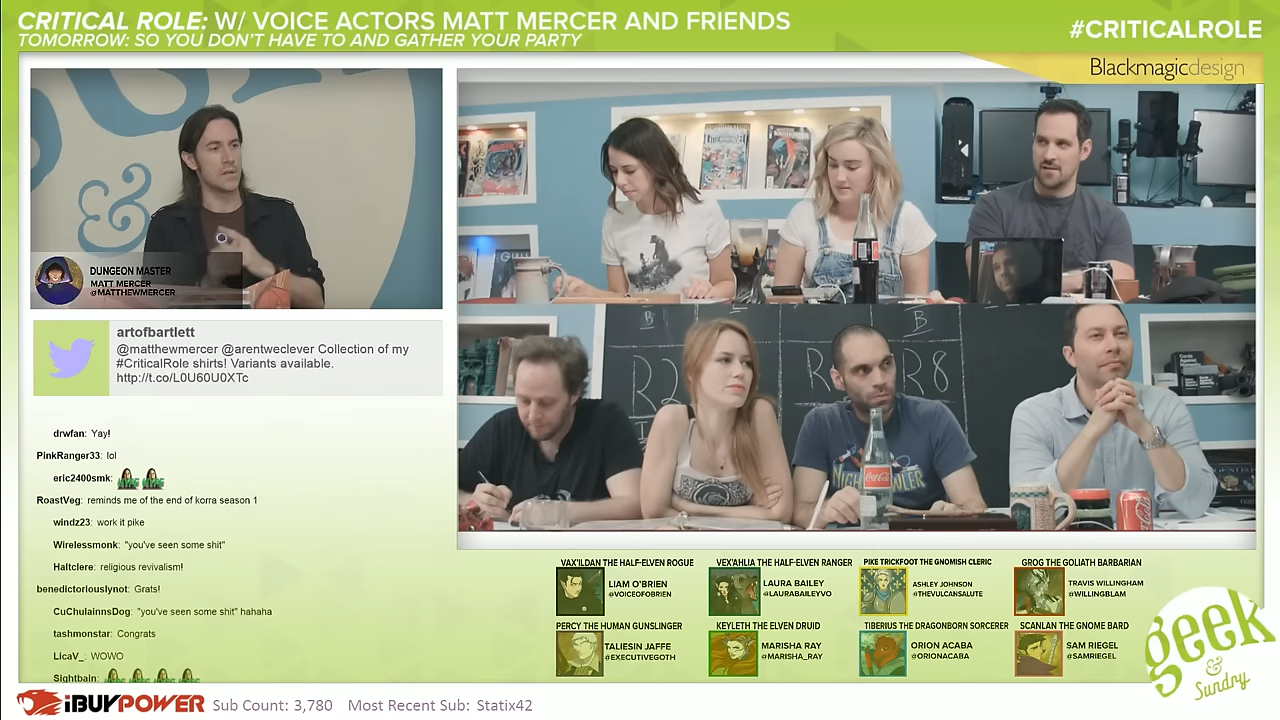 CRITICAL ROLE: W/ VOICE ACTORS MATT MERCER AND FRIENDS
TOMORROW: SO YOU DON'T HAVE TO AND GATHER YOUR PARTY
#CRITICALROLE
Blackmagicdesign
&
DUNGEON MASTER
MATT MERCER
@MATTHEWMERCER
artofbartlett
@matthewmercer @arentweclever Collection of my
#CriticalRole shirts! Variants available.
http://t.co/L0U60U0XTc
drwfan: Yay!
PinkRanger33: lol
eric2400smk: HYPE HYPE
RoastVeg: reminds me of the end of korra season 1
windz23: work it pike
Wirelessmonk: "you've seen some shit"
Haltclere: religious revivalism!
benedictoriouslynot: Grats!
CuChulainnsDog: "you've seen some shit" hahaha
tashmonstar: Congrats
LicaV_: WOWO
Sightbain:
B
B
R2
R8
Coca-Cola
VAX'ILDAN THE HALF-ELVEN ROGUE
LIAM O'BRIEN
@VOICEOFOBRIEN
VEX'AHLIA THE HALF-ELVEN RANGER
LAURA BAILEY
@LAURABAILEYVO
PIKE TRICKFOOT THE GNOMISH CLERIC
ASHLEY JOHNSON
@THEVULCANSALUTE
GROG THE GOLIATH BARBARIAN
TRAVIS WILLINGHAM
@WILLINGBLAM
PERCY THE HUMAN GUNSLINGER
TALIESIN JAFFE
@EXECUTIVEGOTH
KEYLETH THE ELVEN DRUID
MARISHA RAY
@MARISHA_RAY
TIBERIUS THE DRAGONBORN SORCERER
ORION ACABA
@ORIONACABA
SCANLAN THE GNOME BARD
SAM RIEGEL
@SAMRIEGEL
geek
&
Sundry
iBUYPOWER
Sub Count: 3,780 Most Recent Sub: Statix42